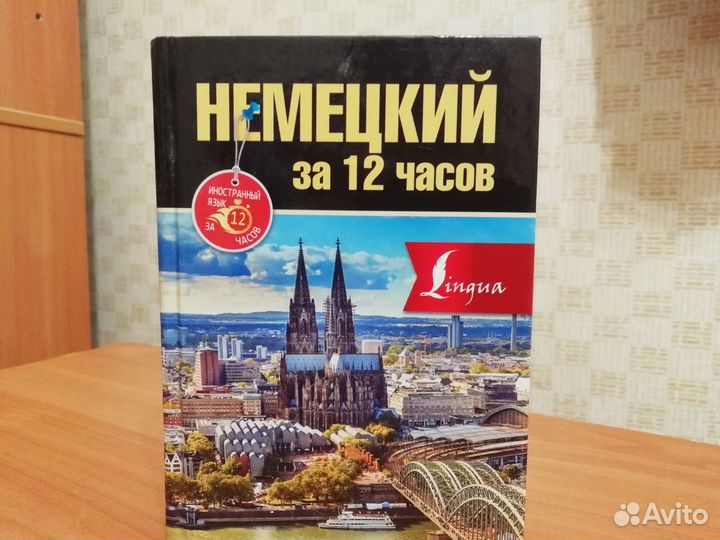 НЕМЕЦКИЙ
за 12 часов
ИНОСТРАННЫЙ
ЯЗЫК
ЗА 12 ЧАСОВ
Lingua
Avito